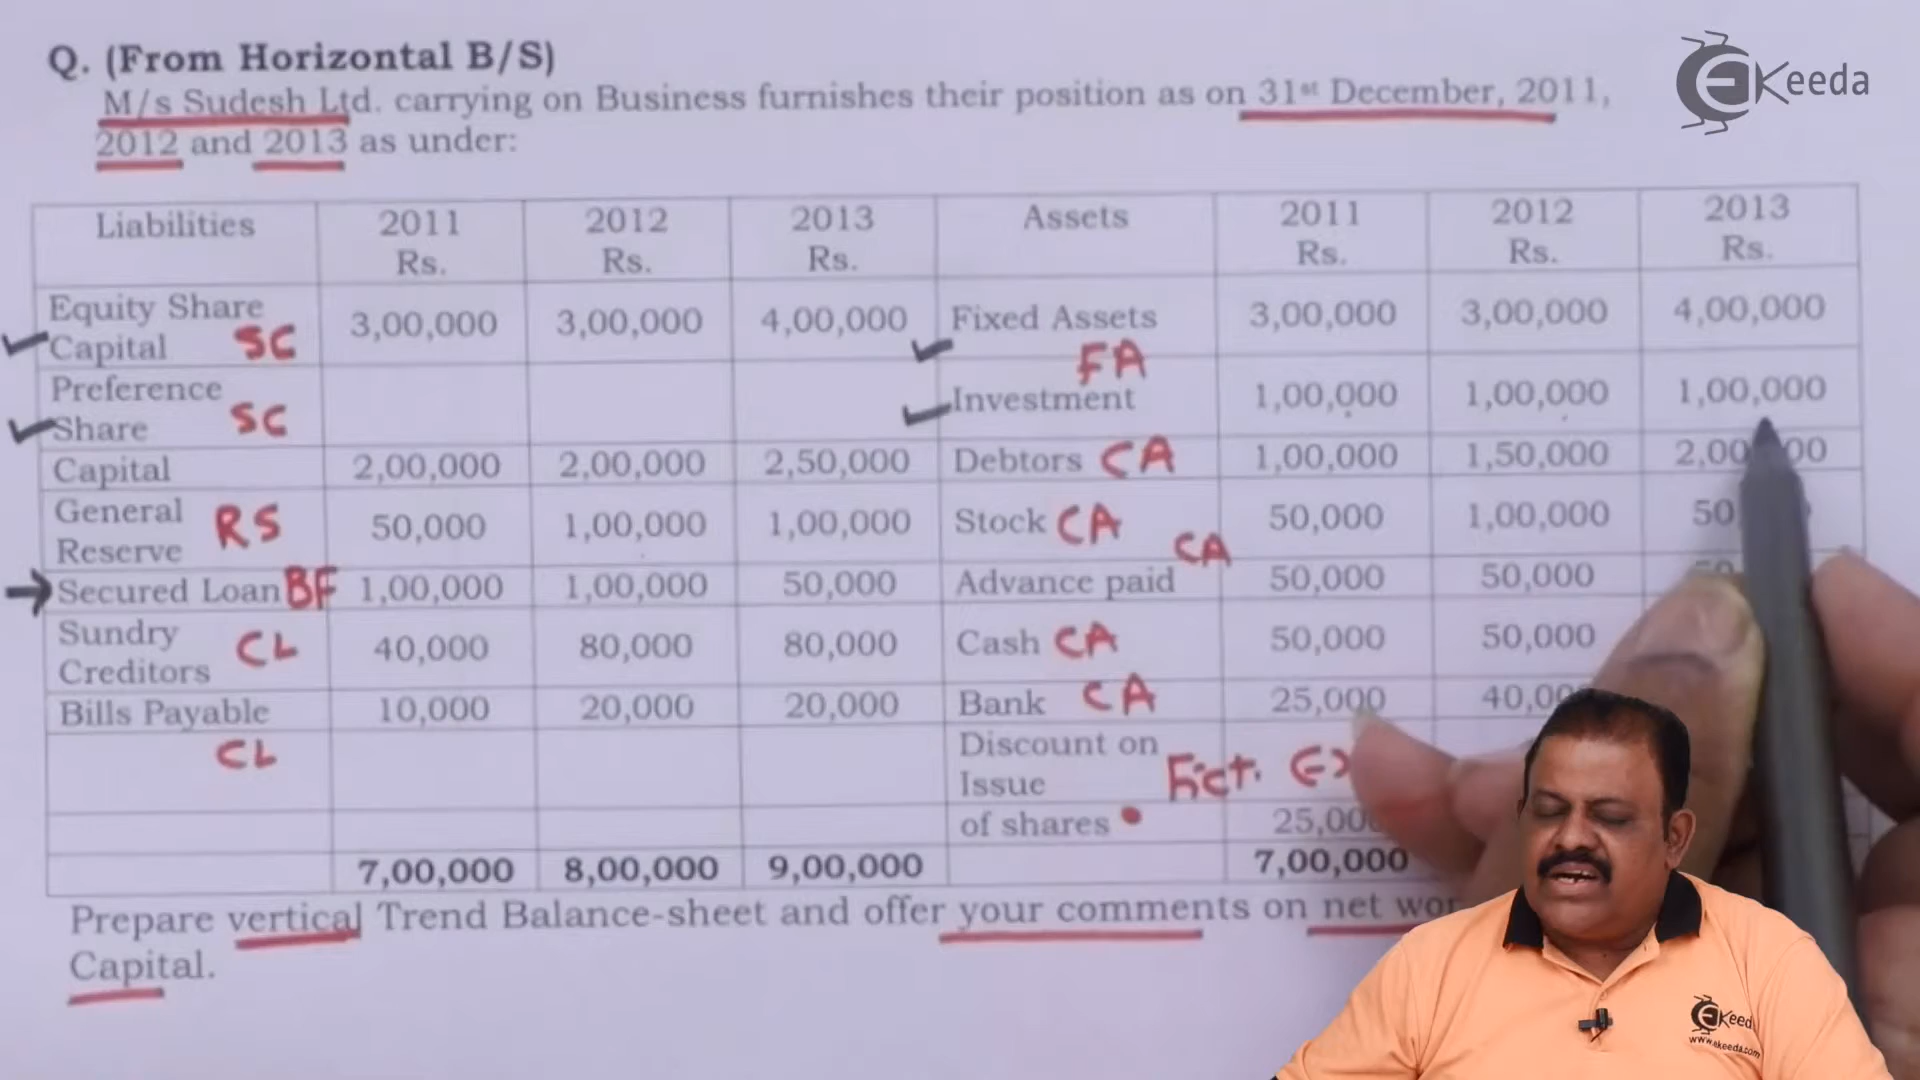 Q. (From Horizontal B/S)
M/s Sudesh Ltd. carrying on Business furnishes their position as on 31st December, 2011,
2012 and 2013 as under:
Keeda
Liabilities 2011 Rs. 2012 Rs. 2013 Rs. Assets 2011 Rs. 2012 Rs. 2013 Rs.
Equity Share Capital SC 3,00,000 3,00,000 4,00,000 Fixed Assets FA 3,00,000 3,00,000 4,00,000
Preference Share SC Investment 1,00,000 1,00,000 1,00,000
Capital 2,00,000 2,00,000 2,50,000 Debtors CA 1,00,000 1,50,000
General Reserve RS 50,000 1,00,000 1,00,000 Stock CA 50,000 1,00,000
Secured Loan BF 1,00,000 1,00,000 50,000 Advance paid CA 50,000 50,000
Sundry Creditors CL 40,000 80,000 80,000 Cash CA 50,000 50,000
Bills Payable CL 10,000 20,000 20,000 Bank CA 25,000
Discount on Issue Fict.
of shares
7,00,000 8,00,000 9,00,000 7,00,000
Prepare vertical Trend Balance-sheet and offer your comments on net
Capital.
Keeda
www.ekeeda.com